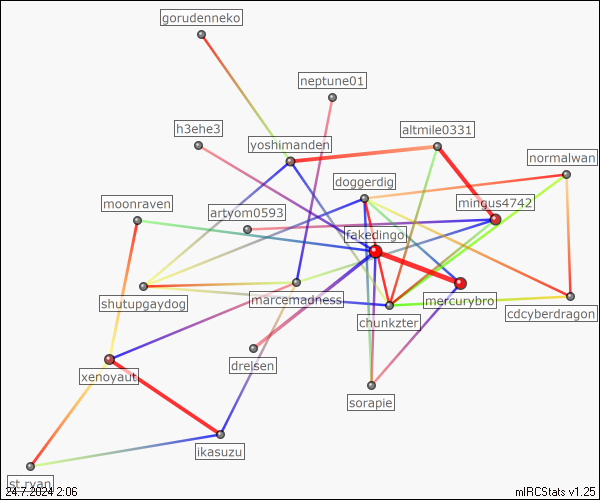 gorudenneko
neptune01
h3ehe3
altmile0331
yoshimanden
normalwan
doggerdig
mingus4742
moonraven
artyom0593
fakedingo
shutupgaydog
marcemadness
mercurybro
cdcyberdragon
chunkzter
drelsen
xenoyaut
sorapie
ikasuzu
st_ryan
24.7.2024 2:06
mIRCStats v1.25